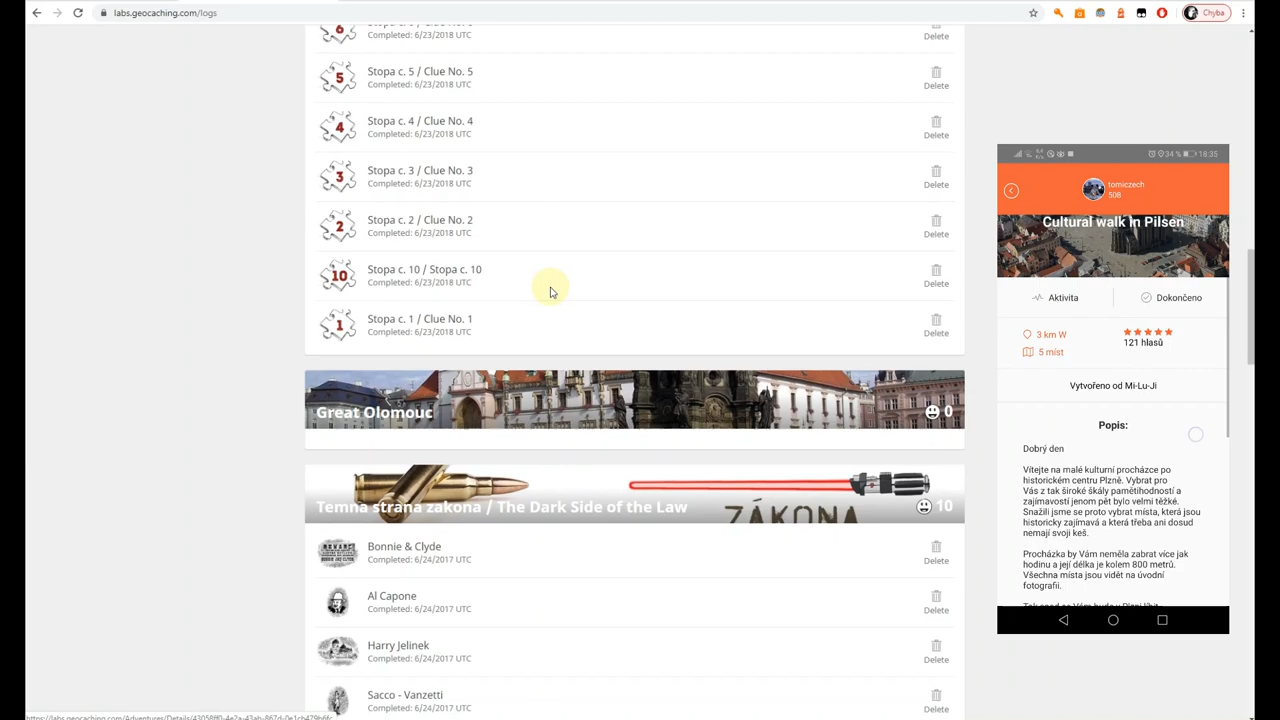 labs.geocaching.com/logs
Chyba
6
Delete
5
Stopa c. 5 / Clue No. 5
Completed: 6/23/2018 UTC
Delete
4
Stopa c. 4 / Clue No. 4
Completed: 6/23/2018 UTC
Delete
3
Stopa c. 3 / Clue No. 3
Completed: 6/23/2018 UTC
Delete
2
Stopa c. 2 / Clue No. 2
Completed: 6/23/2018 UTC
Delete
10
Stopa c. 10 / Stopa c. 10
Completed: 6/23/2018 UTC
Delete
1
Stopa c. 1 / Clue No. 1
Completed: 6/23/2018 UTC
Delete
Great Olomouc
0
Temna strana zakona / The Dark Side of the Law
10
ZÁKONA
Bonnie & Clyde
Completed: 6/24/2017 UTC
Delete
Al Capone
Completed: 6/24/2017 UTC
Delete
Harry Jelinek
Completed: 6/24/2017 UTC
Delete
Sacco - Vanzetti
Completed: 6/24/2017 UTC
Delete
34 % 18:35
tomiczech
508
Cultural walk in Pilsen
Aktivita
Dokončeno
3 km W
5 míst
121 hlasů
Vytvořeno od Mi-Lu-Ji
Popis:
Dobrý den
Vítejte na malé kulturní procházce po
historickém centru Plzně. Vybrat pro
Vás z tak široké škály pamětihodností a
zajímavostí jenom pět bylo velmi těžké.
Snažili jsme se proto vybrat místa, která jsou
historicky zajímavá a která třeba ani dosud
nemají svoji keš.
Procházka by Vám neměla zabrat více jak
hodinu a její délka je kolem 800 metrů.
Všechna místa jsou vidět na úvodní
fotografii.